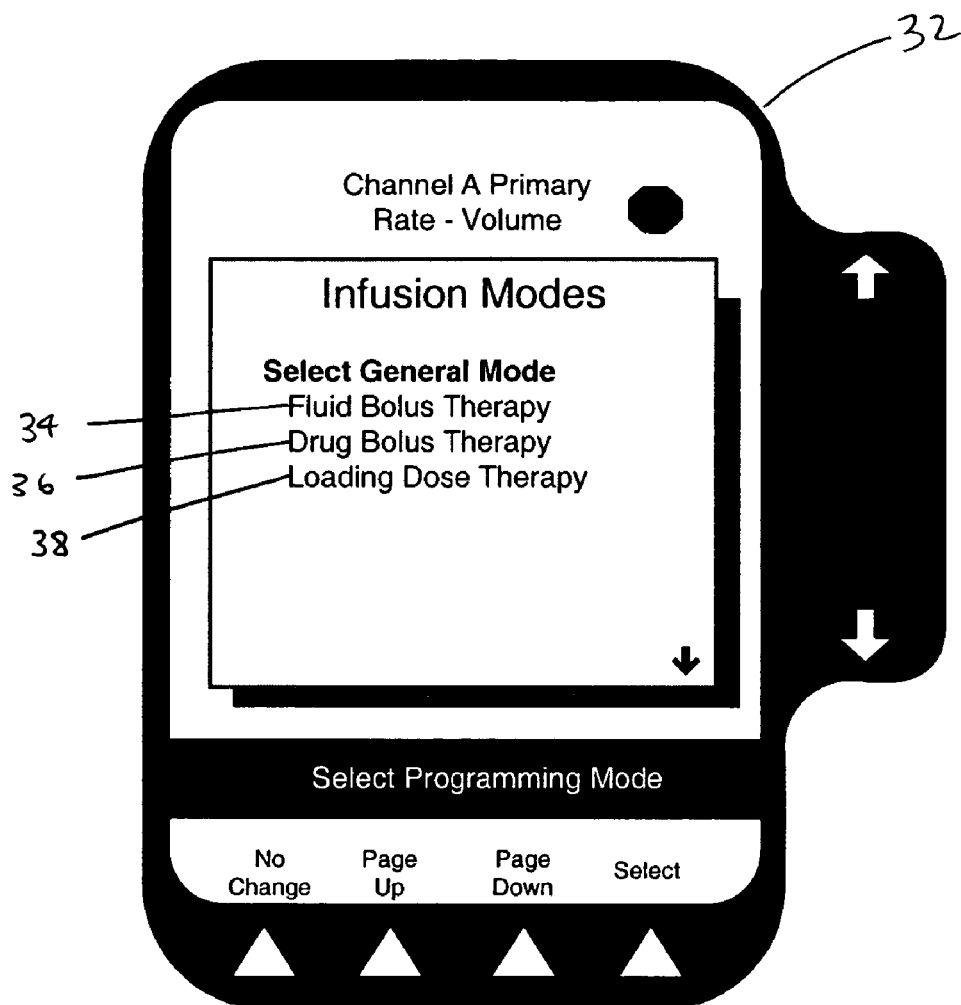 32
Channel A Primary
Rate - Volume
Infusion Modes
Select General Mode
34 Fluid Bolus Therapy
36 Drug Bolus Therapy
38 Loading Dose Therapy
Select Programming Mode
No Change
Page Up
Page Down
Select